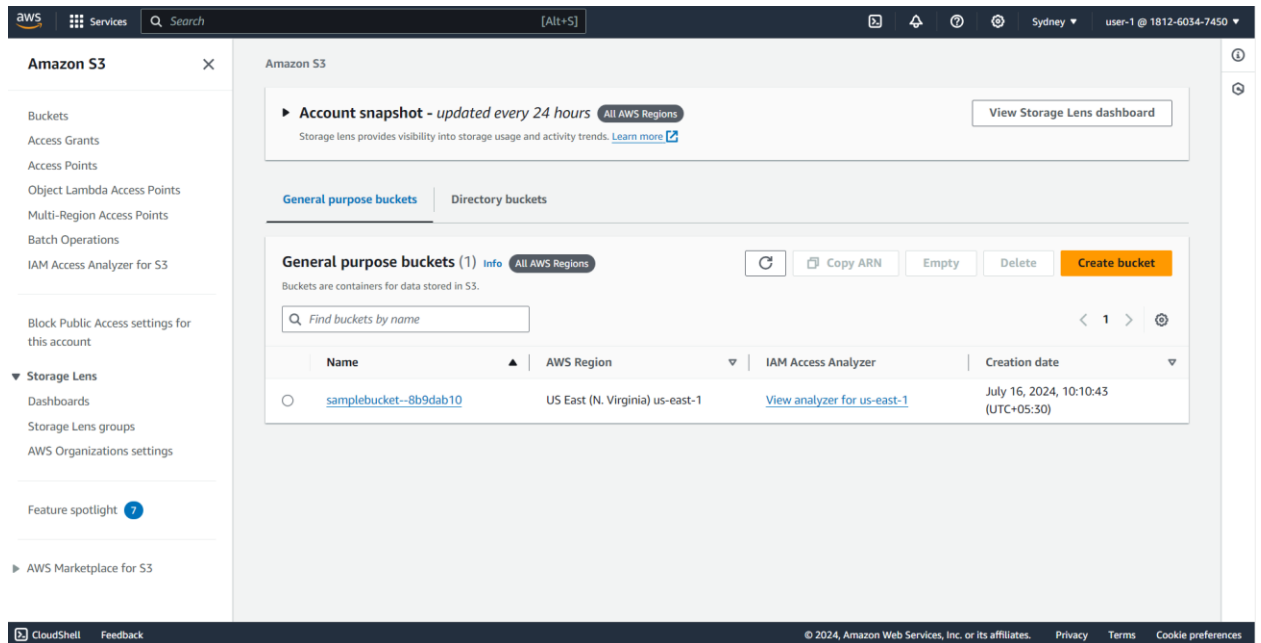 aws Services Search [Alt+S] Sydney ▼ user-1 @ 1812-6034-7450 ▼
Amazon S3
Buckets
Access Grants
Access Points
Object Lambda Access Points
Multi-Region Access Points
Batch Operations
IAM Access Analyzer for S3
Block Public Access settings for
this account
▼ Storage Lens
Dashboards
Storage Lens groups
AWS Organizations settings
Feature spotlight 7
▶ AWS Marketplace for S3
Amazon S3
▶ Account snapshot - updated every 24 hours All AWS Regions
Storage lens provides visibility into storage usage and activity trends. Learn more
View Storage Lens dashboard
General purpose buckets Directory buckets
General purpose buckets (1) Info All AWS Regions
Buckets are containers for data stored in S3.
Copy ARN Empty Delete Create bucket
Find buckets by name
< 1 >
Name ▲ AWS Region ▽ IAM Access Analyzer Creation date ▽
samplebucket--8b9dab10 US East (N. Virginia) us-east-1 View analyzer for us-east-1 July 16, 2024, 10:10:43
(UTC+05:30)
CloudShell Feedback © 2024, Amazon Web Services, Inc. or its affiliates. Privacy Terms Cookie preferences